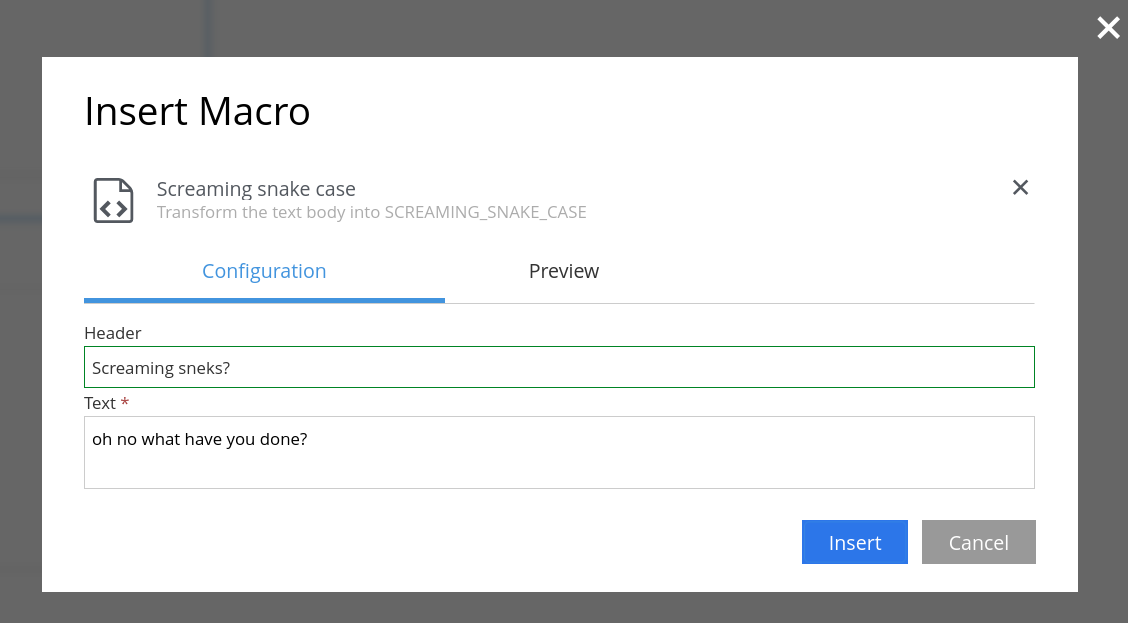 Insert Macro
Screaming snake case
Transform the text body into SCREAMING_SNAKE_CASE
Configuration Preview
Header
Screaming sneks?
Text *
oh no what have you done?
Insert Cancel